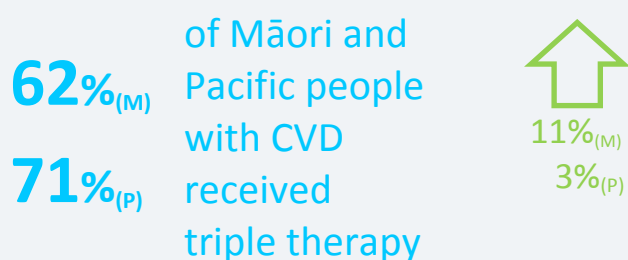 62%(M)
71%(P)
of Māori and
Pacific people
with CVD
received
triple therapy
11%(M)
3%(P)